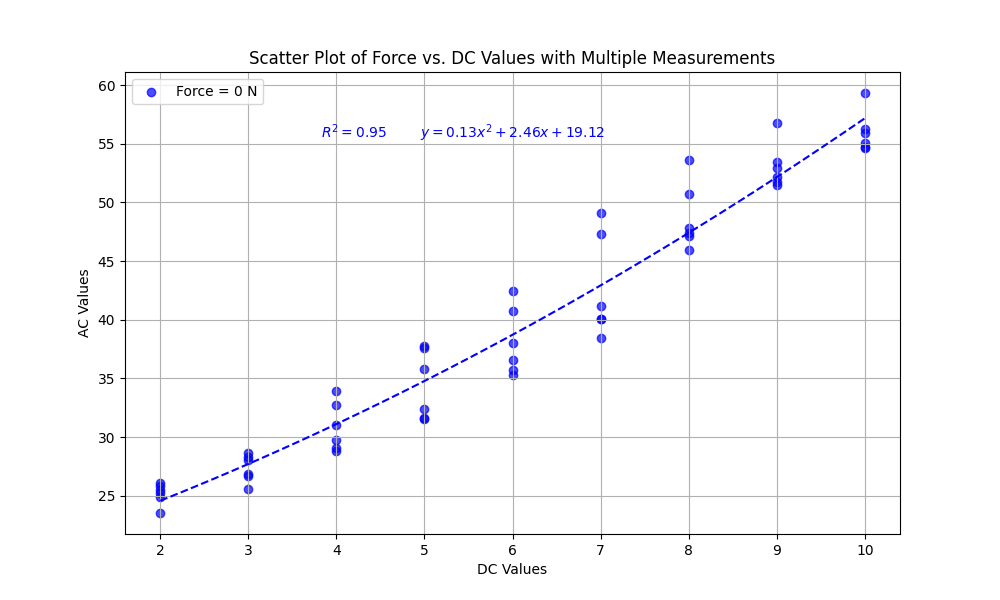 Scatter Plot of Force vs. DC Values with Multiple Measurements
Force = 0 N
R² = 0.95 y = 0.13x² + 2.46x + 19.12
60
55
50
45
40
35
30
25
AC Values
2 3 4 5 6 7 8 9 10
DC Values